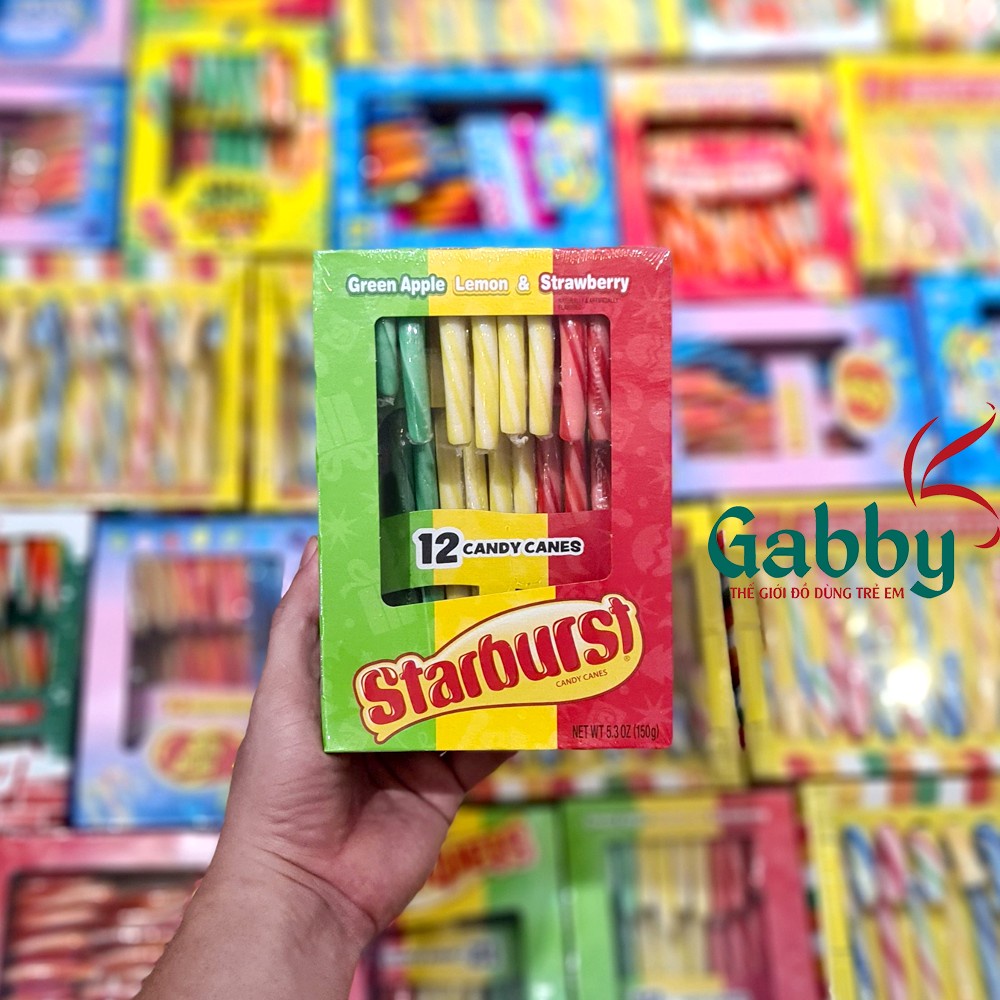 Green Apple Lemon & Strawberry
12 CANDY CANES
Starburst®
CANDY CANES
NET WT 5.3 OZ (150g)
Gabby
THẾ GIỚI ĐỒ DÙNG TRẺ EM